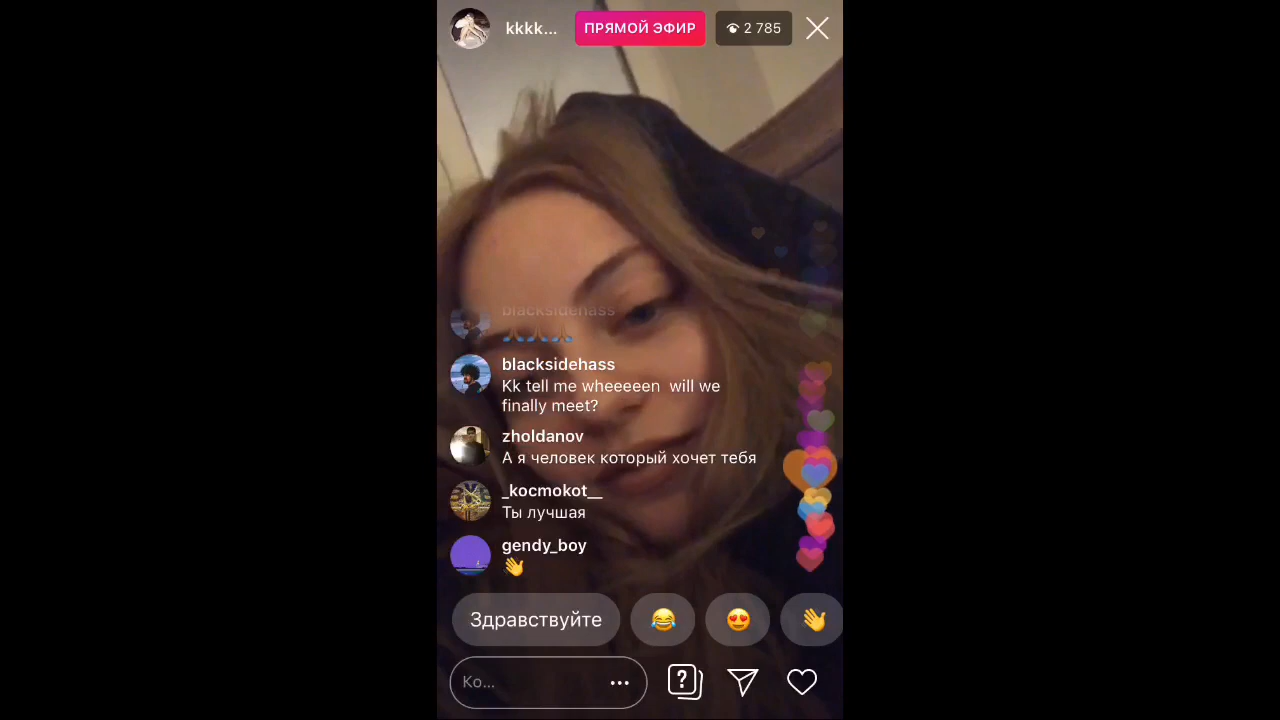 kkkk...
ПРЯМОЙ ЭФИР
2 785
blacksidehass
🙏🏾🙏🏾🙏🏾
blacksidehass
Kk tell me wheeeeen will we
finally meet?
zholdanov
А я человек который хочет тебя
_kocmokot__
Ты лучшая
gendy_boy
👋
Здравствуйте
😂 😍 👋
Ко...